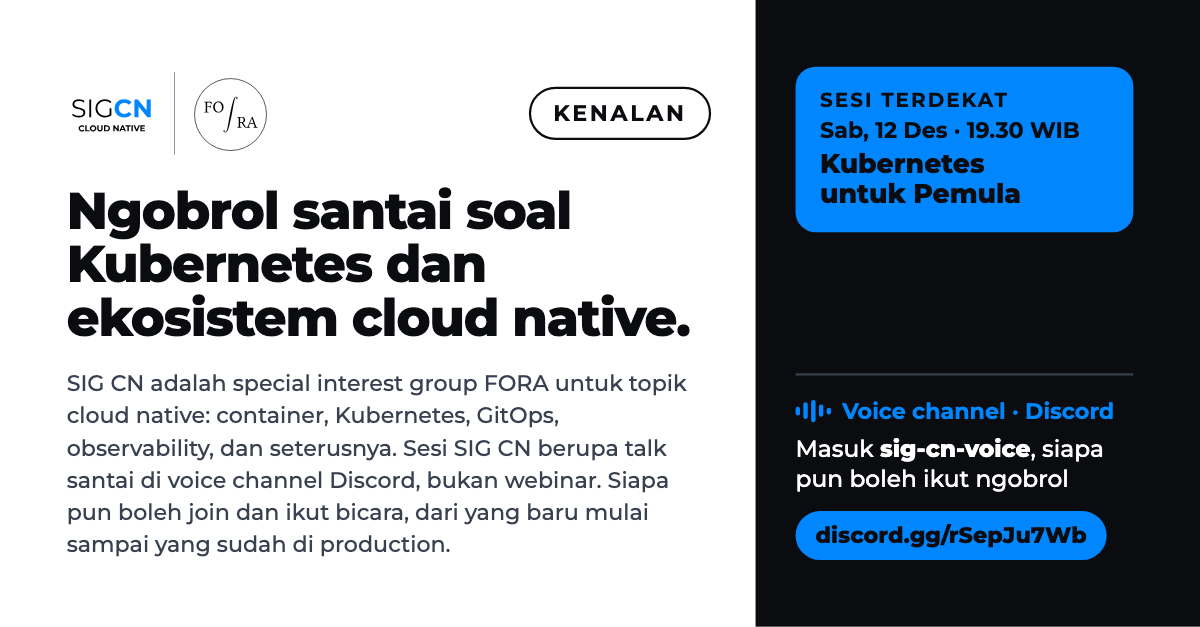 SIGCN
CLOUD NATIVE
FO
RA
KENALAN
Ngobrol santai soal
Kubernetes dan
ekosistem cloud native.
SIG CN adalah special interest group FORA untuk topik
cloud native: container, Kubernetes, GitOps,
observability, dan seterusnya. Sesi SIG CN berupa talk
santai di voice channel Discord, bukan webinar. Siapa
pun boleh join dan ikut bicara, dari yang baru mulai
sampai yang sudah di production.
SESI TERDEKAT
Sab, 12 Des · 19.30 WIB
Kubernetes
untuk Pemula
Voice channel · Discord
Masuk sig-cn-voice, siapa
pun boleh ikut ngobrol
discord.gg/rSepJu7Wb